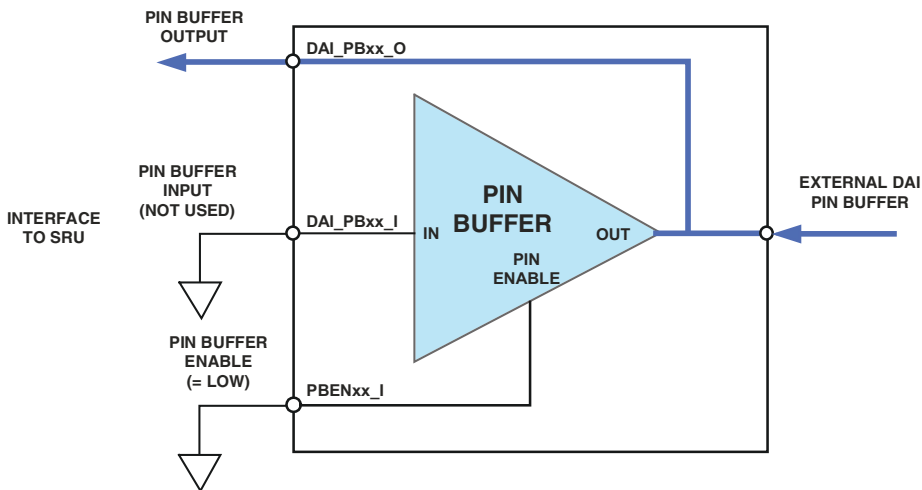 PIN BUFFER
OUTPUT
DAI_PBxx_O
PIN BUFFER
INPUT
(NOT USED)
INTERFACE
TO SRU
DAI_PBxx_I
IN
PIN
BUFFER
OUT
PIN
ENABLE
EXTERNAL DAI
PIN BUFFER
PIN BUFFER
ENABLE
(= LOW)
PBENxx_I